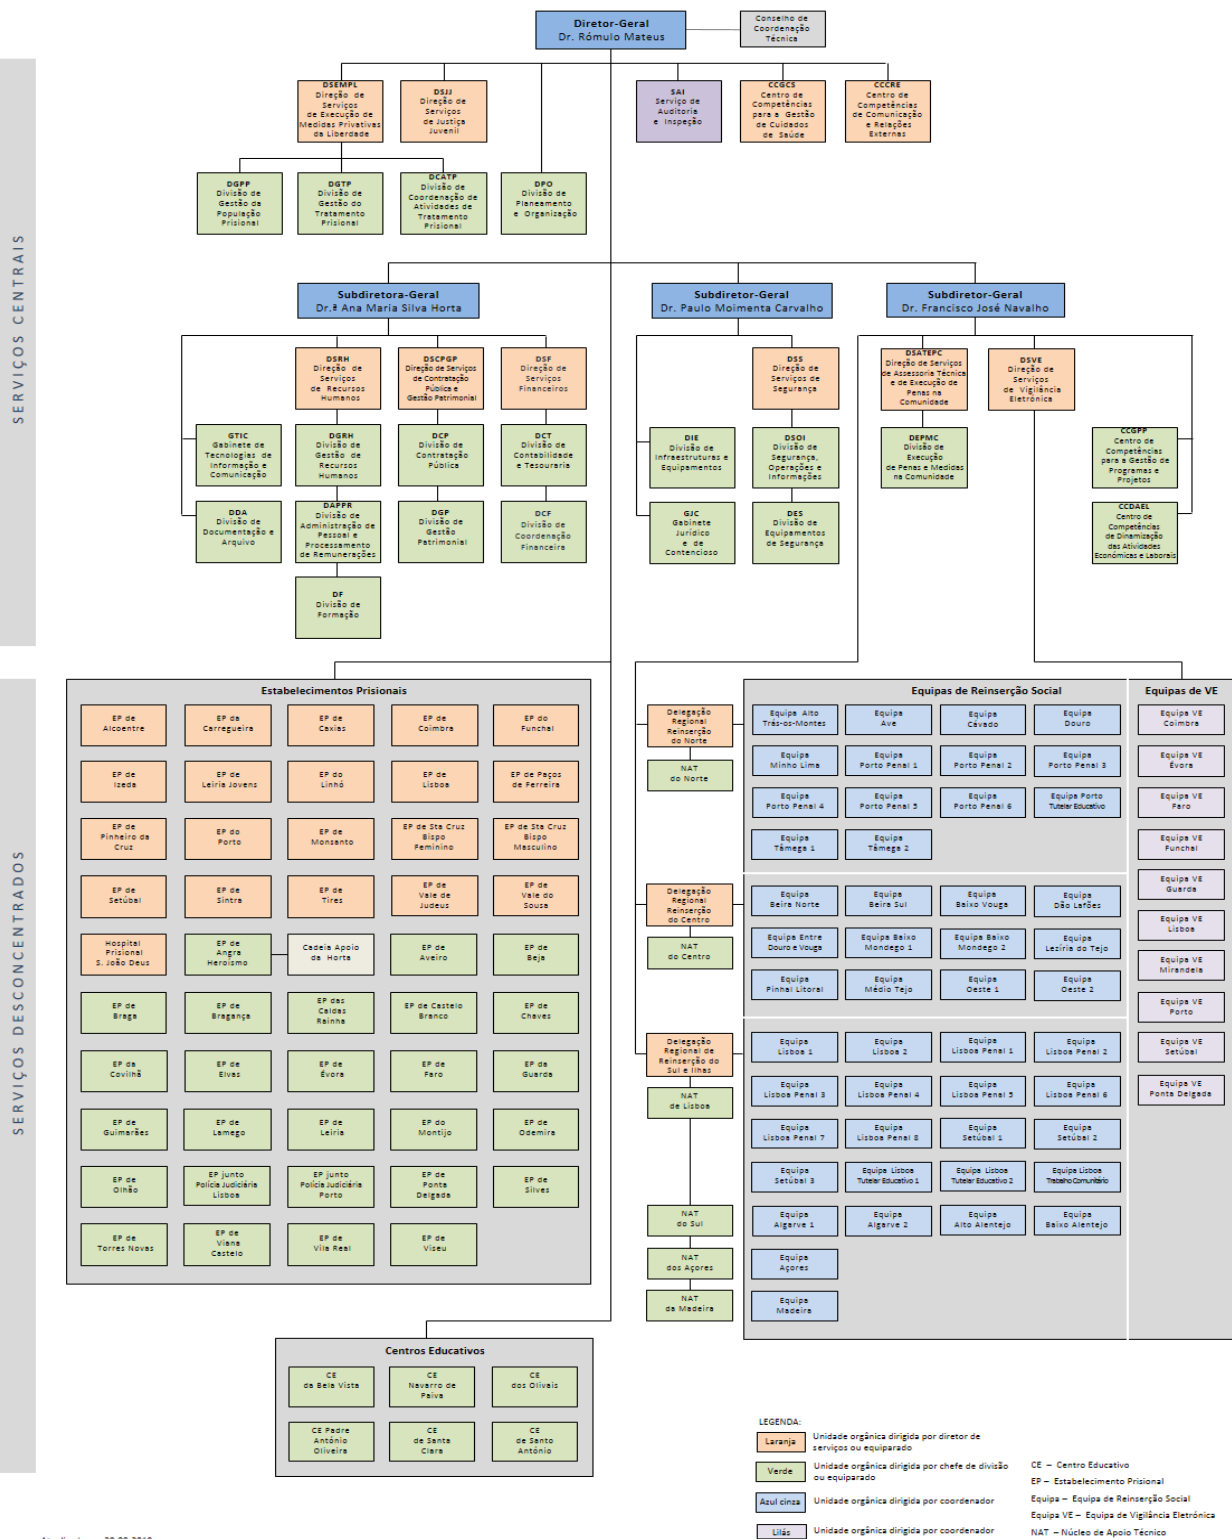 Diretor-Geral
Dr. Rómulo Mateus
Conselho de
Coordenação
Técnica
SERVIÇOS CENTRAIS
DSEMPL
Direção de
Serviços
de Execução de
Medidas Privativas
da Liberdade
DSJJ
Direção de
Serviços
de Justiça
Juvenil
SAI
Serviço de
Auditoria
e Inspeção
CCGCS
Centro de
Competências
para a Gestão
de Cuidados
de Saúde
CCCRE
Centro de
Competências
de Comunicação
e Relações
Externas
DGPP
Divisão de
Gestão da
População
Prisional
DGTP
Divisão de
Gestão do
Tratamento
Prisional
DCATP
Divisão de
Coordenação de
Atividades de
Tratamento
Prisional
DPO
Divisão de
Planeamento
e Organização
Subdiretora-Geral
Dr.ª Ana Maria Silva Horta
Subdiretor-Geral
Dr. Paulo Moimenta Carvalho
Subdiretor-Geral
Dr. Francisco José Navalho
DSRH
Direção de
Serviços
de Recursos
Humanos
DSCPGP
Direção de Serviços
de Contratação
Pública e
Gestão Patrimonial
DSF
Direção de
Serviços
Financeiros
DSS
Direção de
Serviços de
Segurança
DSATEPC
Direção de Serviços
de Assessoria Técnica
e de Execução de
Penas na
Comunidade
DSVE
Direção de
Serviços
de Vigilância
Eletrónica
GTIC
Gabinete de
Tecnologias de
Informação e
Comunicação
DGRH
Divisão de
Gestão de
Recursos
Humanos
DCP
Divisão de
Contratação
Pública
DCT
Divisão de
Contabilidade
e Tesouraria
DIE
Divisão de
Infraestruturas e
Equipamentos
DSOI
Divisão de
Segurança,
Operações e
Informações
DEPMC
Divisão de
Execução
de Penas e Medidas
na Comunidade
CCGPP
Centro de
Competências
para a Gestão de
Programas e
Projetos
DDA
Divisão de
Documentação e
Arquivo
DAPPR
Divisão de
Administração de
Pessoal e
Processamento
de Remunerações
DGP
Divisão de
Gestão
Patrimonial
DCF
Divisão de
Coordenação
Financeira
GJC
Gabinete
Jurídico
e de
Contencioso
DES
Divisão de
Equipamentos
de Segurança
CCDAEL
Centro de
Competências
de Dinamização
das Atividades
Económicas e Laborais
DF
Divisão de
Formação
SERVIÇOS DESCONCENTRADOS
Estabelecimentos Prisionais
EP de
Alcoentre
EP da
Carregueira
EP de
Caxias
EP de
Coimbra
EP do
Funchal
EP de
Izeda
EP de
Leiria Jovens
EP do
Linhó
EP de
Lisboa
EP de Paços
de Ferreira
EP de
Pinheiro da
Cruz
EP do
Porto
EP de
Monsanto
EP de Sta Cruz
Bispo
Feminino
EP de Sta Cruz
Bispo
Masculino
EP de
Setúbal
EP de
Sintra
EP de
Tires
EP de
Vale de
Judeus
EP de
Vale do
Sousa
Hospital
Prisional
S. João Deus
EP de
Angra
Heroísmo
Cadeia Apoio
da Horta
EP de
Aveiro
EP de
Beja
EP de
Braga
EP de
Bragança
EP das
Caldas
Rainha
EP de Castelo
Branco
EP de
Chaves
EP da
Covilhã
EP de
Elvas
EP de
Évora
EP de
Faro
EP da
Guarda
EP de
Guimarães
EP de
Lamego
EP de
Leiria
EP do
Montijo
EP de
Odemira
EP de
Olhão
EP junto
Polícia Judiciária
Lisboa
EP junto
Polícia Judiciária
Porto
EP de
Ponta
Delgada
EP de
Silves
EP de
Torres Novas
EP de
Viana
Castelo
EP de
Vila Real
EP de
Viseu
Centros Educativos
CE
da Bela Vista
CE
Navarro de
Paiva
CE
dos Olivais
CE Padre
António
Oliveira
CE
de Santa
Clara
CE
de Santo
António
Delegação
Regional
Reinserção
do Norte
NAT
do Norte
Delegação
Regional
Reinserção
do Centro
NAT
do Centro
Delegação
Regional de
Reinserção do
Sul e Ilhas
NAT
de Lisboa
NAT
do Sul
NAT
dos Açores
NAT
da Madeira
Equipas de Reinserção Social
Equipa Alto
Trás-os-Montes
Equipa
Ave
Equipa
Cávado
Equipa
Douro
Equipa
Minho Lima
Equipa
Porto Penal 1
Equipa
Porto Penal 2
Equipa
Porto Penal 3
Equipa
Porto Penal 4
Equipa
Porto Penal 5
Equipa
Porto Penal 6
Equipa Porto
Tutelar Educativo
Equipa
Tâmega 1
Equipa
Tâmega 2
Equipa
Beira Norte
Equipa
Beira Sul
Equipa
Baixo Vouga
Equipa
Dão Lafões
Equipa Entre
Douro e Vouga
Equipa Baixo
Mondego 1
Equipa Baixo
Mondego 2
Equipa
Lezíria do Tejo
Equipa
Pinhal Litoral
Equipa
Médio Tejo
Equipa
Oeste 1
Equipa
Oeste 2
Equipa
Lisboa 1
Equipa
Lisboa 2
Equipa
Lisboa Penal 1
Equipa
Lisboa Penal 2
Equipa
Lisboa Penal 3
Equipa
Lisboa Penal 4
Equipa
Lisboa Penal 5
Equipa
Lisboa Penal 6
Equipa
Lisboa Penal 7
Equipa
Lisboa Penal 8
Equipa
Setúbal 1
Equipa
Setúbal 2
Equipa
Setúbal 3
Equipa Lisboa
Tutelar Educativo 1
Equipa Lisboa
Tutelar Educativo 2
Equipa Lisboa
Trabalho Comunitário
Equipa
Algarve 1
Equipa
Algarve 2
Equipa
Alto Alentejo
Equipa
Baixo Alentejo
Equipa
Açores
Equipa
Madeira
Equipas de VE
Equipa VE
Coimbra
Equipa VE
Évora
Equipa VE
Faro
Equipa VE
Funchal
Equipa VE
Guarda
Equipa VE
Lisboa
Equipa VE
Mirandela
Equipa VE
Porto
Equipa VE
Setúbal
Equipa VE
Ponta Delgada
LEGENDA:
Laranja
Unidade orgânica dirigida por diretor de
serviços ou equiparado
Verde
Unidade orgânica dirigida por chefe de divisão
ou equiparado
Azul cinza
Unidade orgânica dirigida por coordenador
Lilás
Unidade orgânica dirigida por coordenador
CE – Centro Educativo
EP – Estabelecimento Prisional
Equipa – Equipa de Reinserção Social
Equipa VE – Equipa de Vigilância Eletrónica
NAT – Núcleo de Apoio Técnico